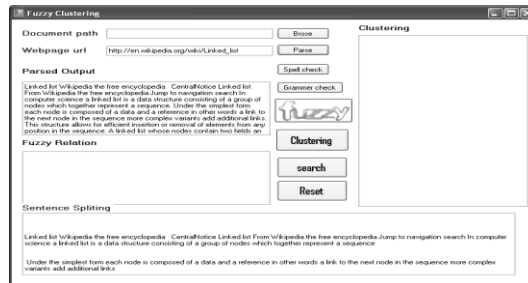 Fuzzy Clustering
Document path
Brose
Clustering
Webpage url
http://en.wikipedia.org/wiki/Linked_list
Parse
Parsed Output
Spell check
Grammer check
Linked list Wikipedia the free encyclopedia CentralNotice Linked list
From Wikipedia the free encyclopedia Jump to navigation search In
computer science a linked list is a data structure consisting of a group of
nodes which together represent a sequence. Under the simplest form
each node is composed of a data and a reference in other words a link to
the next node in the sequence more complex variants add additional links.
This structure allows for efficient insertion or removal of elements from any
position in the sequence. A linked list whose nodes contain two fields an
fuzzy
Clustering
Fuzzy Relation
search
Reset
Sentence Spliting
Linked list Wikipedia the free encyclopedia CentralNotice Linked list From Wikipedia the free encyclopedia Jump to navigation search In computer
science a linked list is a data structure consisting of a group of nodes which together represent a sequence
Under the simplest form each node is composed of a data and a reference in other words a link to the next node in the sequence more complex
variants add additional links